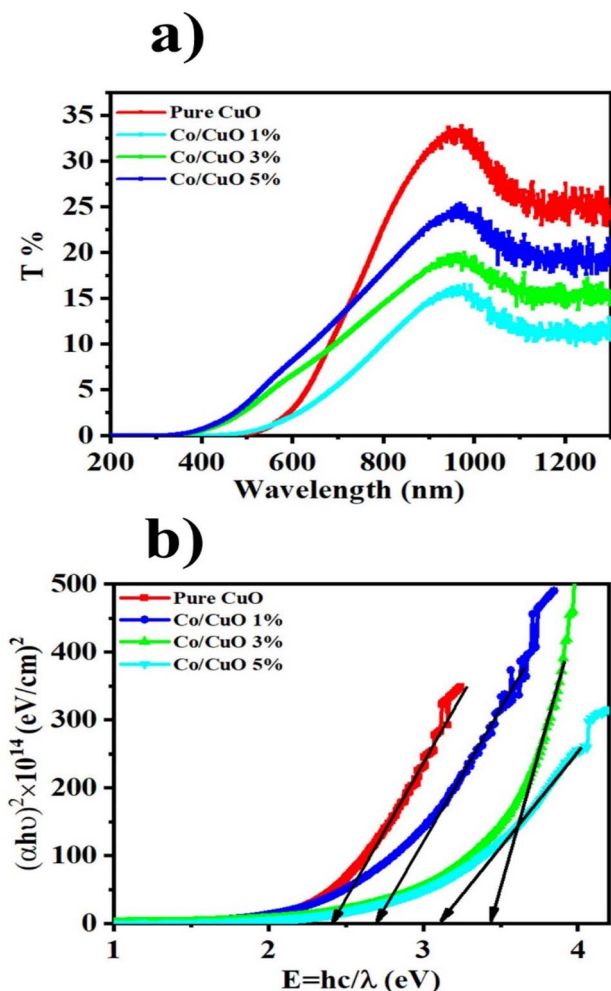 a)
35
30
25
20
15
10
5
0
T %
Pure CuO
Co/CuO 1%
Co/CuO 3%
Co/CuO 5%
200 400 600 800 1000 1200
Wavelength (nm)
b)
500
400
300
200
100
0
(αhυ)²×10¹⁴ (eV/cm)²
Pure CuO
Co/CuO 1%
Co/CuO 3%
Co/CuO 5%
1 2 3 4
E=hc/λ (eV)